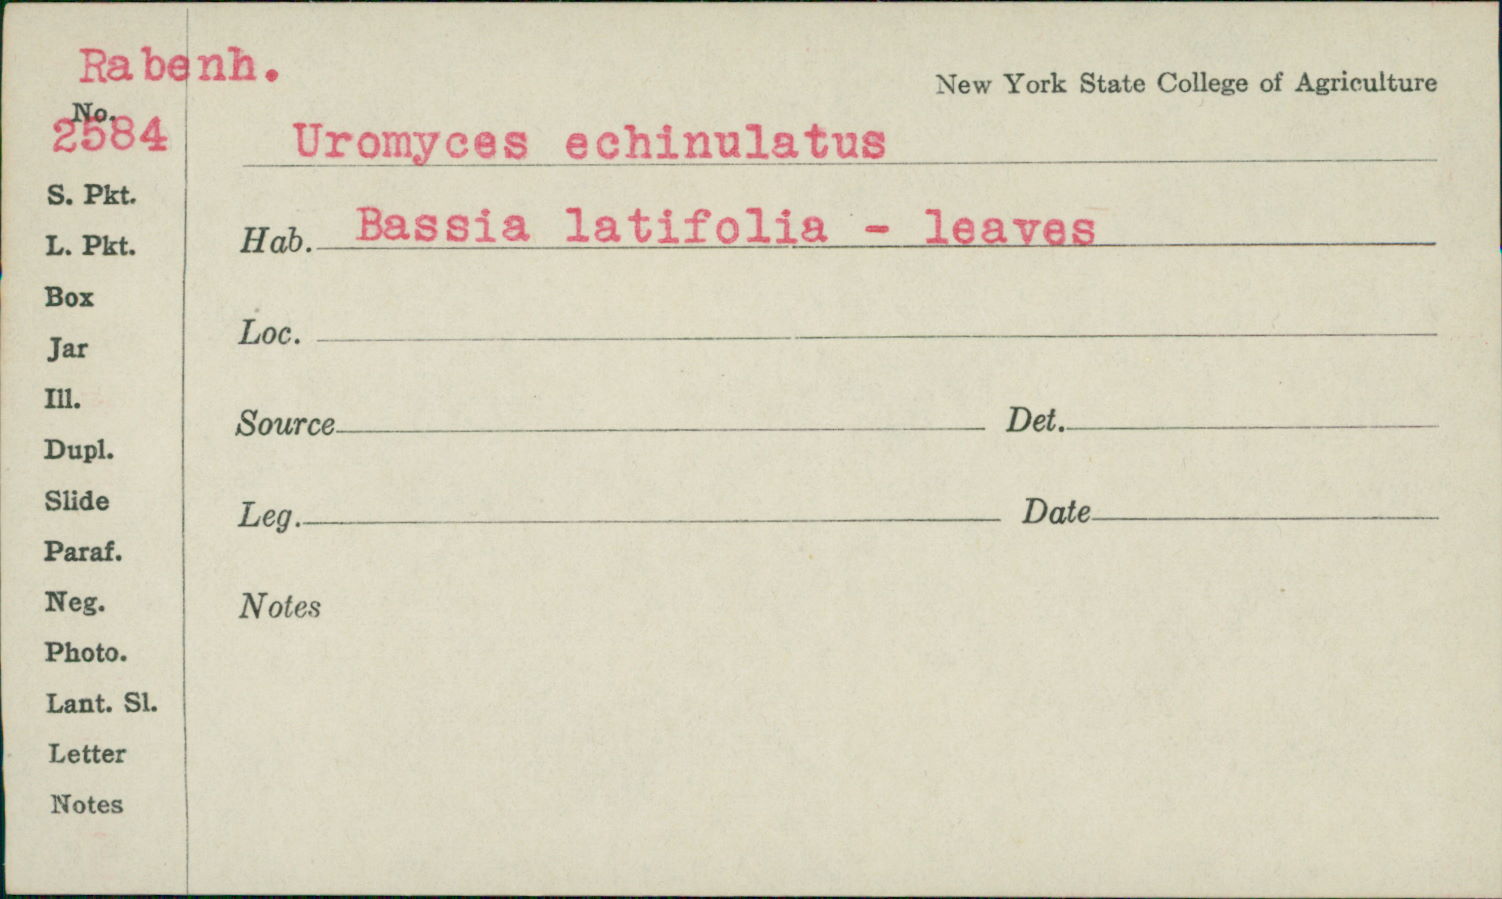 Rabenh.
New York State College of Agriculture
No.
2584
Uromyces echinulatus
S. Pkt.
Hab. Bassia latifolia - leaves
L. Pkt.
Box
Loc.
Jar
Ill.
Source Det.
Dupl.
Slide
Leg. Date
Paraf.
Neg.
Notes
Photo.
Lant. Sl.
Letter
Notes